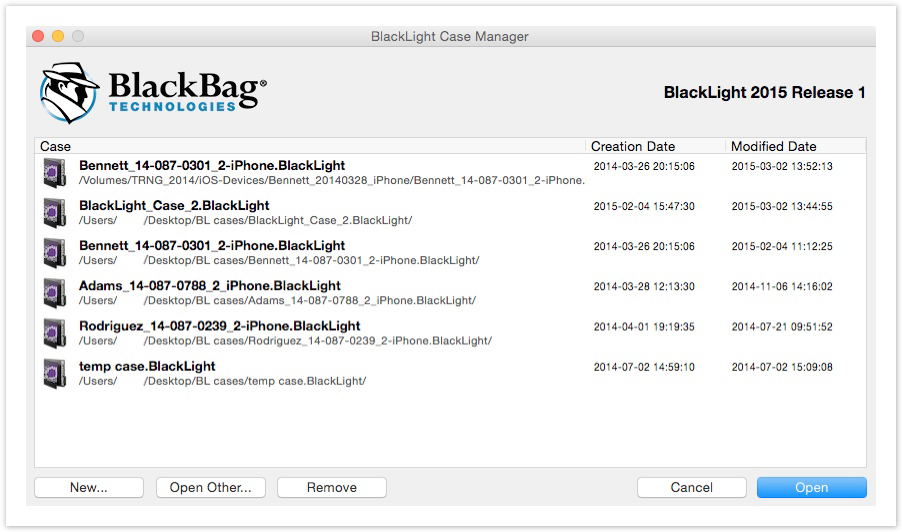 BlackLight Case Manager
BlackBag®
TECHNOLOGIES
BlackLight 2015 Release 1
Case Creation Date Modified Date
Bennett_14-087-0301_2-iPhone.BlackLight 2014-03-26 20:15:06 2015-03-02 13:52:13
/Volumes/TRNG_2014/iOS-Devices/Bennett_20140328_iPhone/Bennett_14-087-0301_2-iPhone.
BlackLight_Case_2.BlackLight 2015-02-04 15:47:30 2015-03-02 13:44:55
/Users/ /Desktop/BL cases/BlackLight_Case_2.BlackLight/
Bennett_14-087-0301_2-iPhone.BlackLight 2014-03-26 20:15:06 2015-02-04 11:12:25
/Users/ /Desktop/BL cases/Bennett_14-087-0301_2-iPhone.BlackLight/
Adams_14-087-0788_2_iPhone.BlackLight 2014-03-28 12:13:30 2014-11-06 14:16:02
/Users/ /Desktop/BL cases/Adams_14-087-0788_2_iPhone.BlackLight/
Rodriguez_14-087-0239_2-iPhone.BlackLight 2014-04-01 19:19:35 2014-07-21 09:51:52
/Users/ /Desktop/BL cases/Rodriguez_14-087-0239_2-iPhone.BlackLight/
temp case.BlackLight 2014-07-02 14:59:10 2014-07-02 15:09:08
/Users/ /Desktop/BL cases/temp case.BlackLight/
New... Open Other... Remove Cancel Open